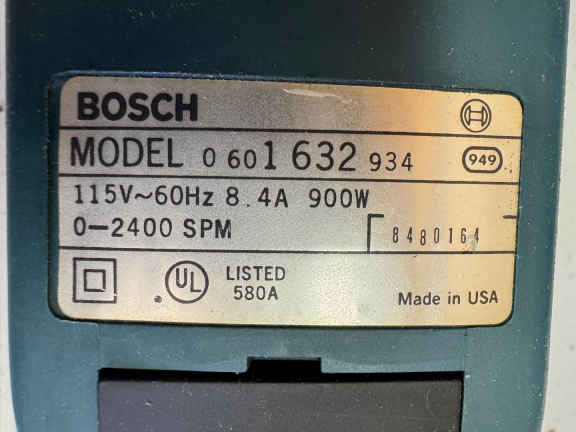 BOSCH
MODEL 0 601 632 934 949
115V~60Hz 8.4A 900W
0-2400 SPM
8480164
UL LISTED
580A
Made in USA